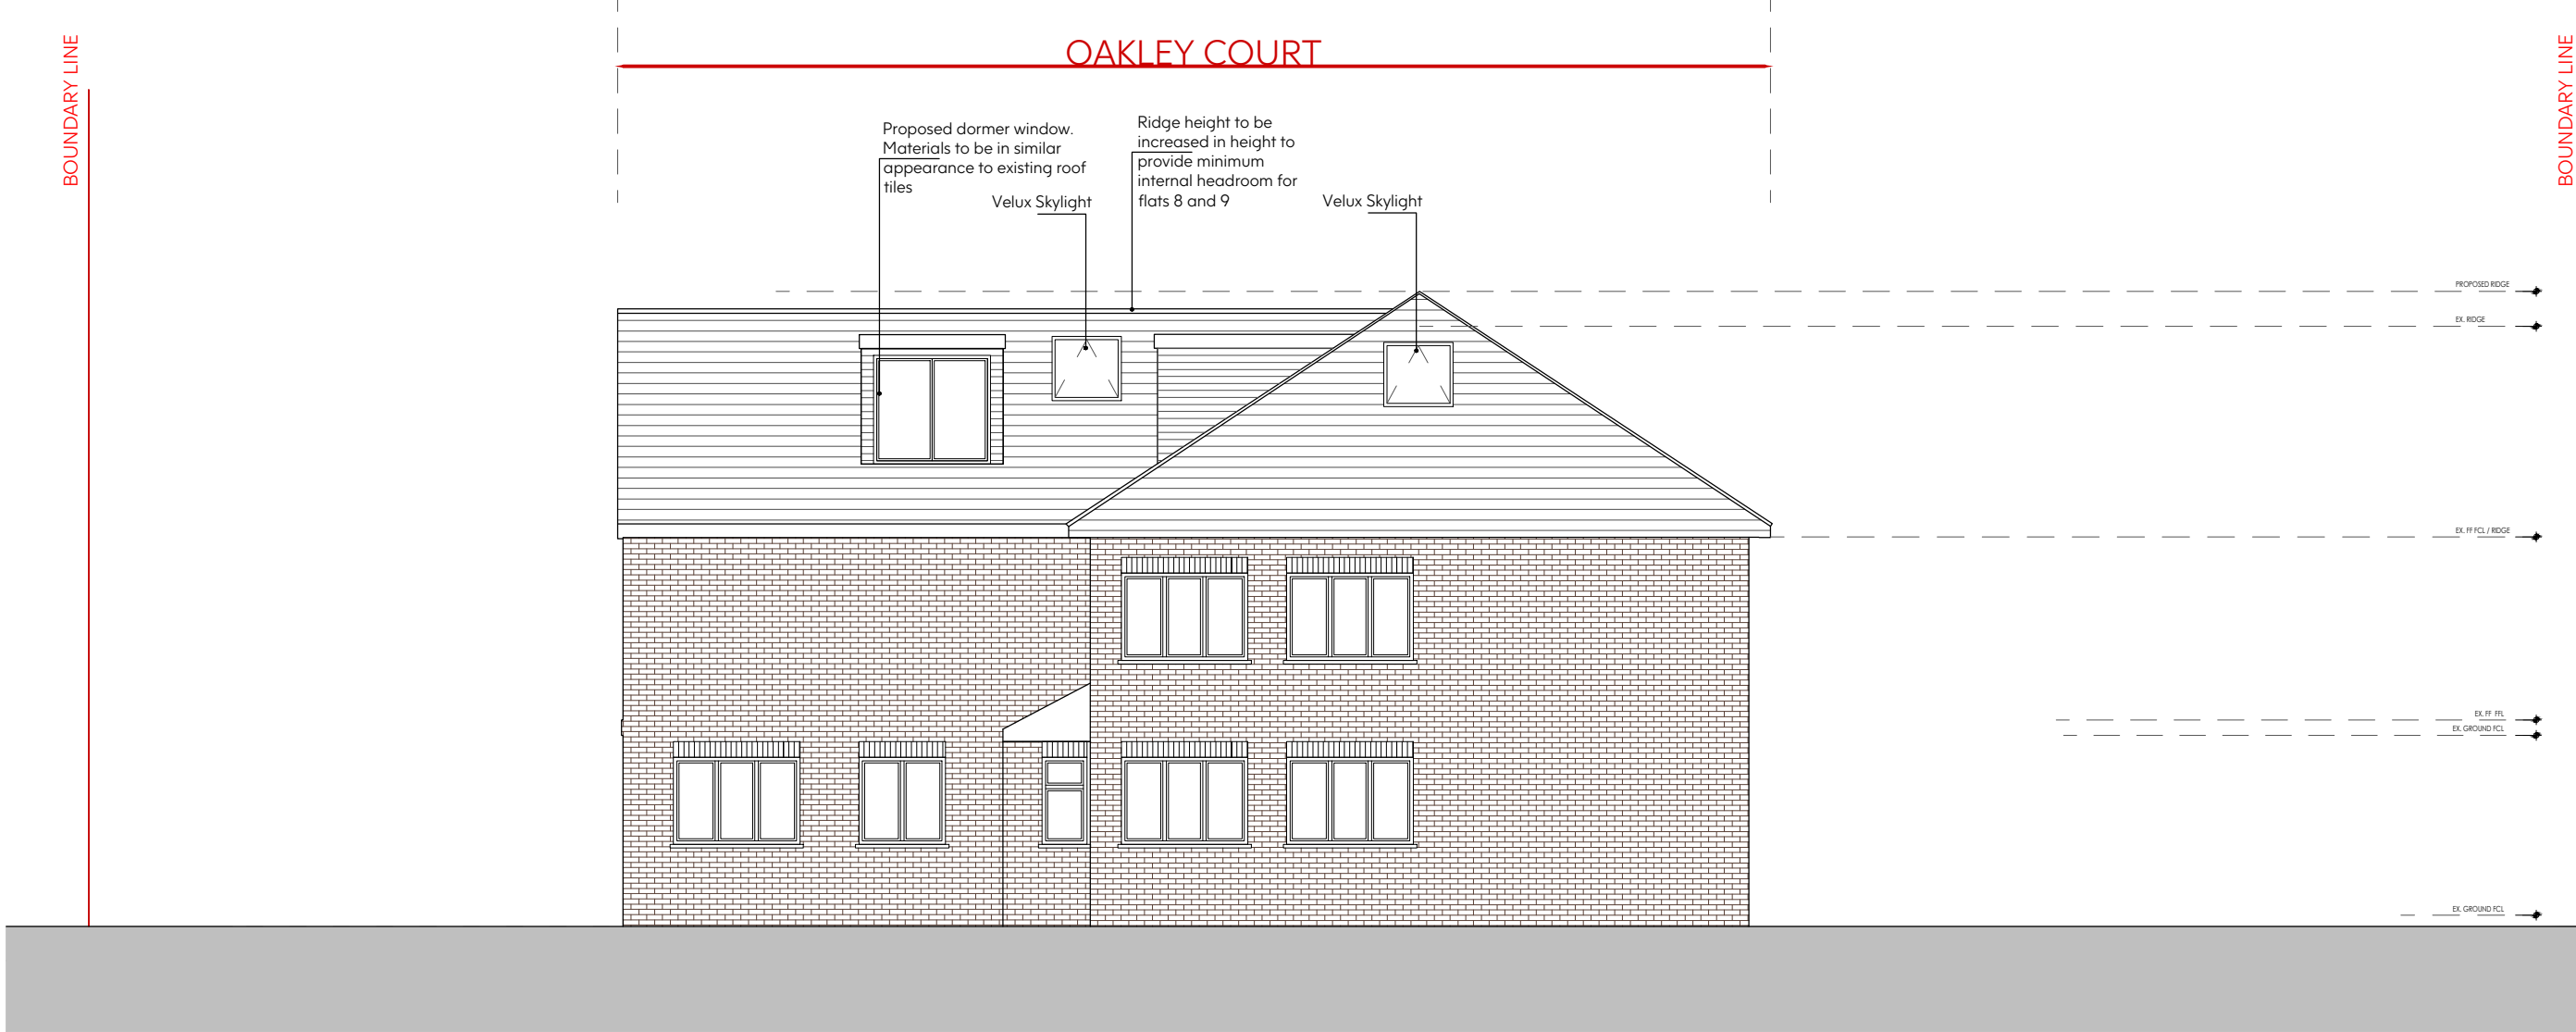 BOUNDARY LINE
OAKLEY COURT
BOUNDARY LINE
Proposed dormer window.
Materials to be in similar
appearance to existing roof
tiles
Velux Skylight
Ridge height to be
increased in height to
provide minimum
internal headroom for
flats 8 and 9
Velux Skylight
PROPOSED RIDGE
EX. RIDGE
EX. FF FCL / RIDGE
EX. FF FFL
EX. GROUND FCL
EX. GROUND FCL